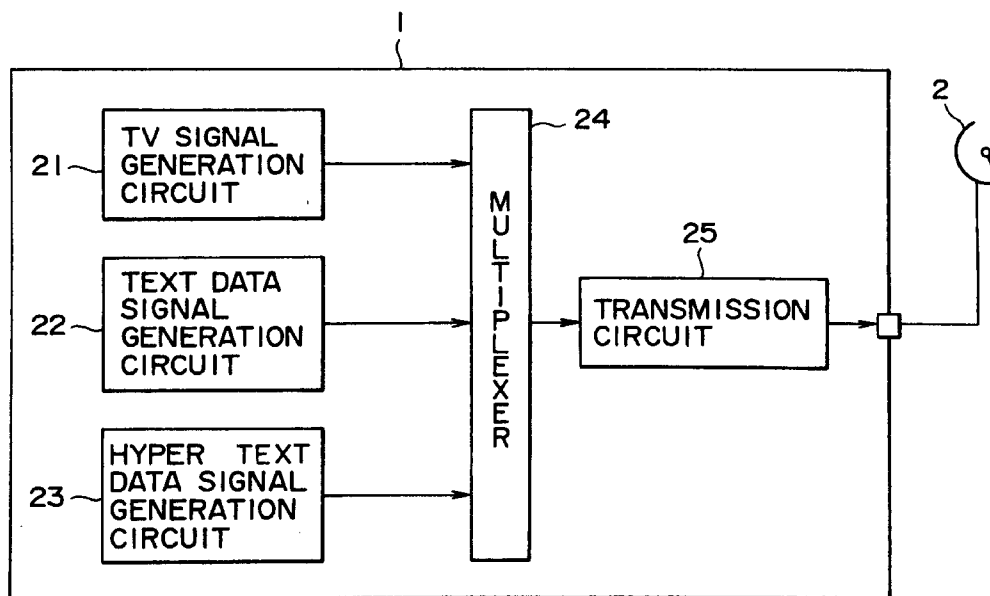 1
2
21
TV SIGNAL
GENERATION
CIRCUIT
24
MULTIPLEXER
22
TEXT DATA
SIGNAL
GENERATION
CIRCUIT
25
TRANSMISSION
CIRCUIT
23
HYPER TEXT
DATA SIGNAL
GENERATION
CIRCUIT